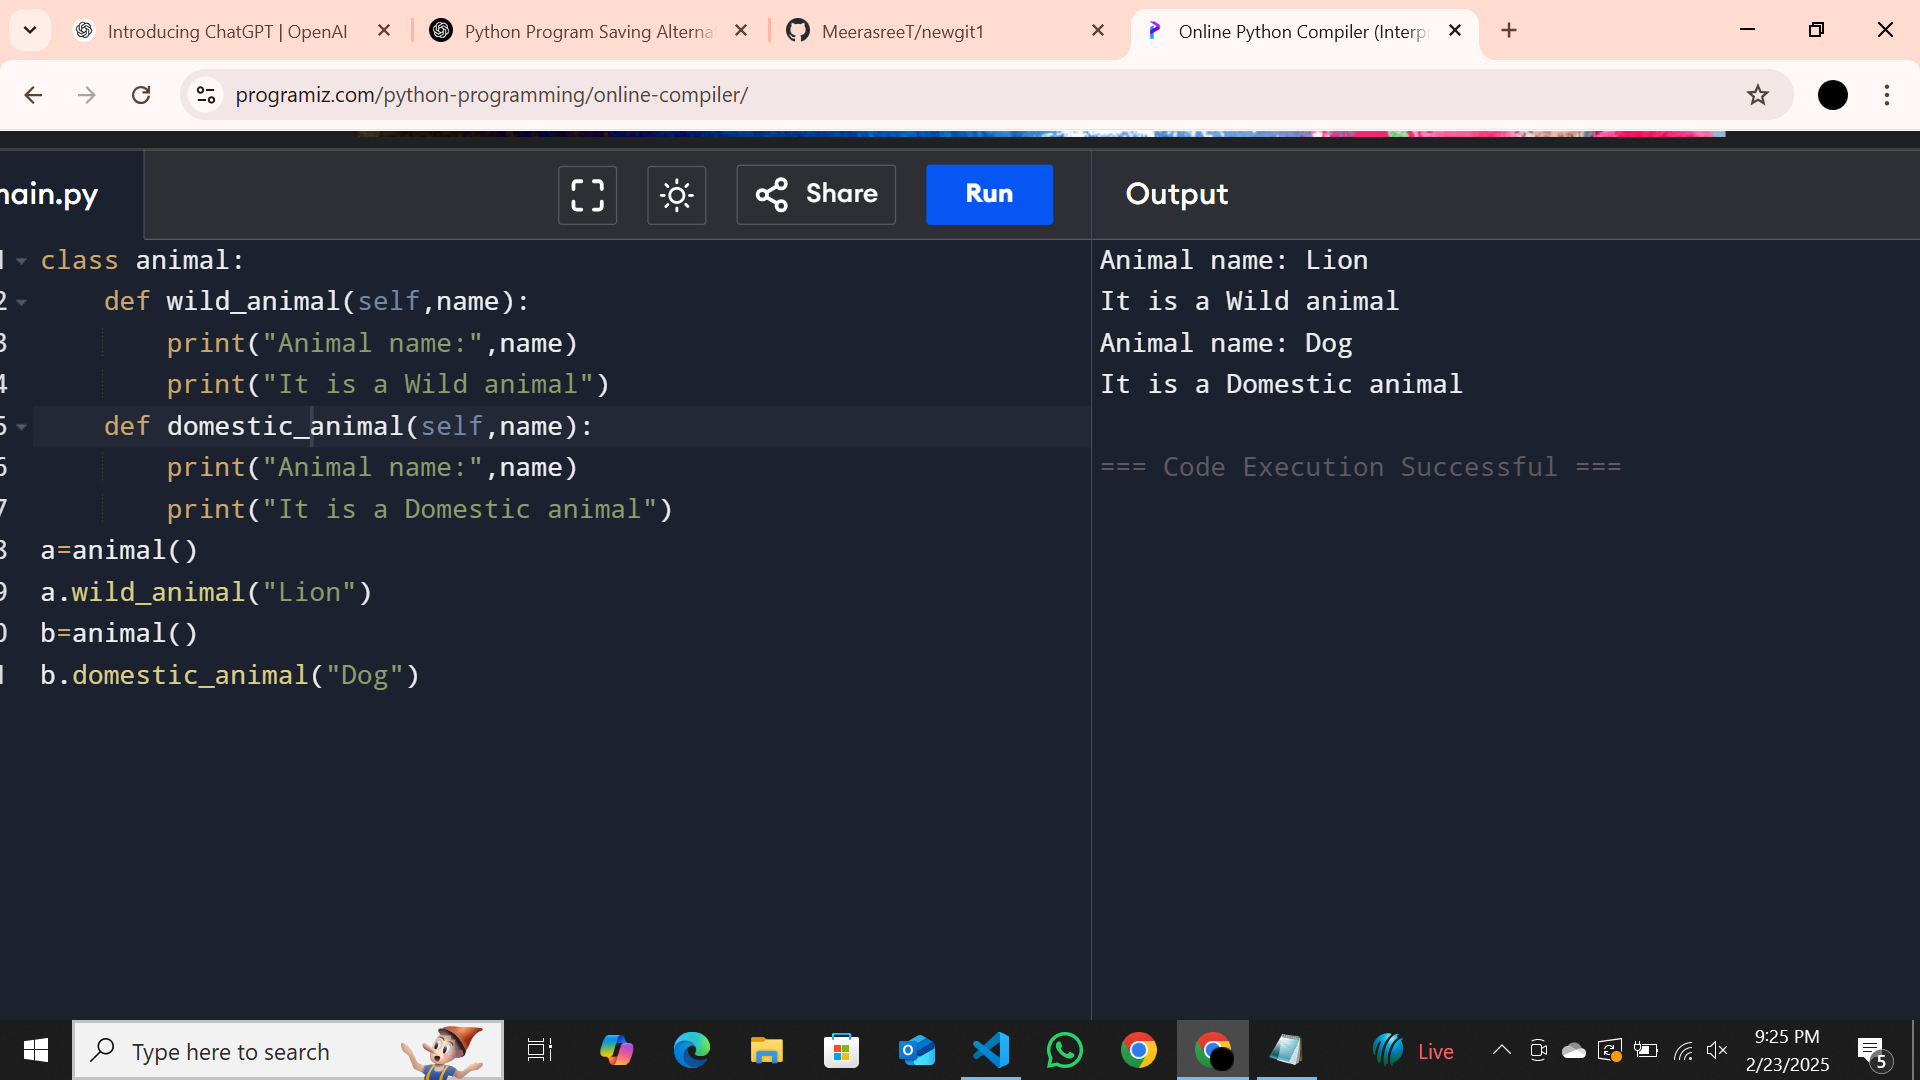 Introducing ChatGPT | OpenAI
Python Program Saving Alterna
MeerasreeT/newgit1
Online Python Compiler (Interp
programiz.com/python-programming/online-compiler/
main.py
Share
Run
Output
1 class animal:
2 def wild_animal(self,name):
3 print("Animal name:",name)
4 print("It is a Wild animal")
5 def domestic_animal(self,name):
6 print("Animal name:",name)
7 print("It is a Domestic animal")
8 a=animal()
9 a.wild_animal("Lion")
0 b=animal()
1 b.domestic_animal("Dog")
Animal name: Lion
It is a Wild animal
Animal name: Dog
It is a Domestic animal
=== Code Execution Successful ===
Type here to search
Live
9:25 PM
2/23/2025
5